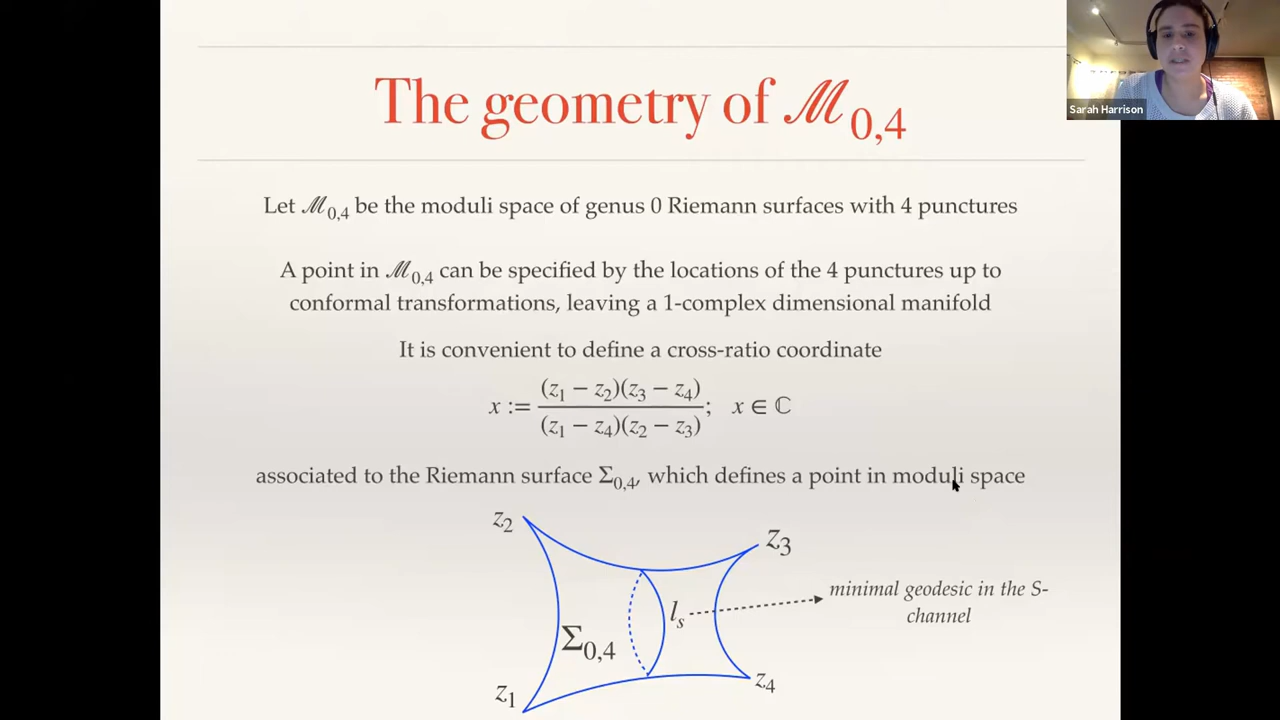 The geometry of ℳ₀,₄
Sarah Harrison
Let ℳ₀,₄ be the moduli space of genus 0 Riemann surfaces with 4 punctures
A point in ℳ₀,₄ can be specified by the locations of the 4 punctures up to
conformal transformations, leaving a 1-complex dimensional manifold
It is convenient to define a cross-ratio coordinate
x := (z₁ − z₂)(z₃ − z₄) / (z₁ − z₄)(z₂ − z₃); x ∈ ℂ
associated to the Riemann surface Σ₀,₄, which defines a point in moduli space
z₂
z₃
minimal geodesic in the S-
channel
lₛ
Σ₀,₄
z₁
z₄